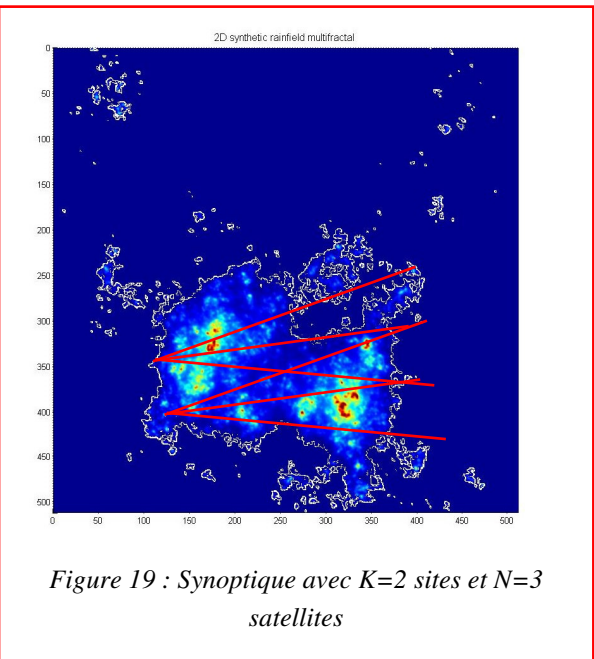 2D synthetic rainfield multifractal
0
50
100
150
200
250
300
350
400
450
500
0 50 100 150 200 250 300 350 400 450 500
Figure 19 : Synoptique avec K=2 sites et N=3
satellites